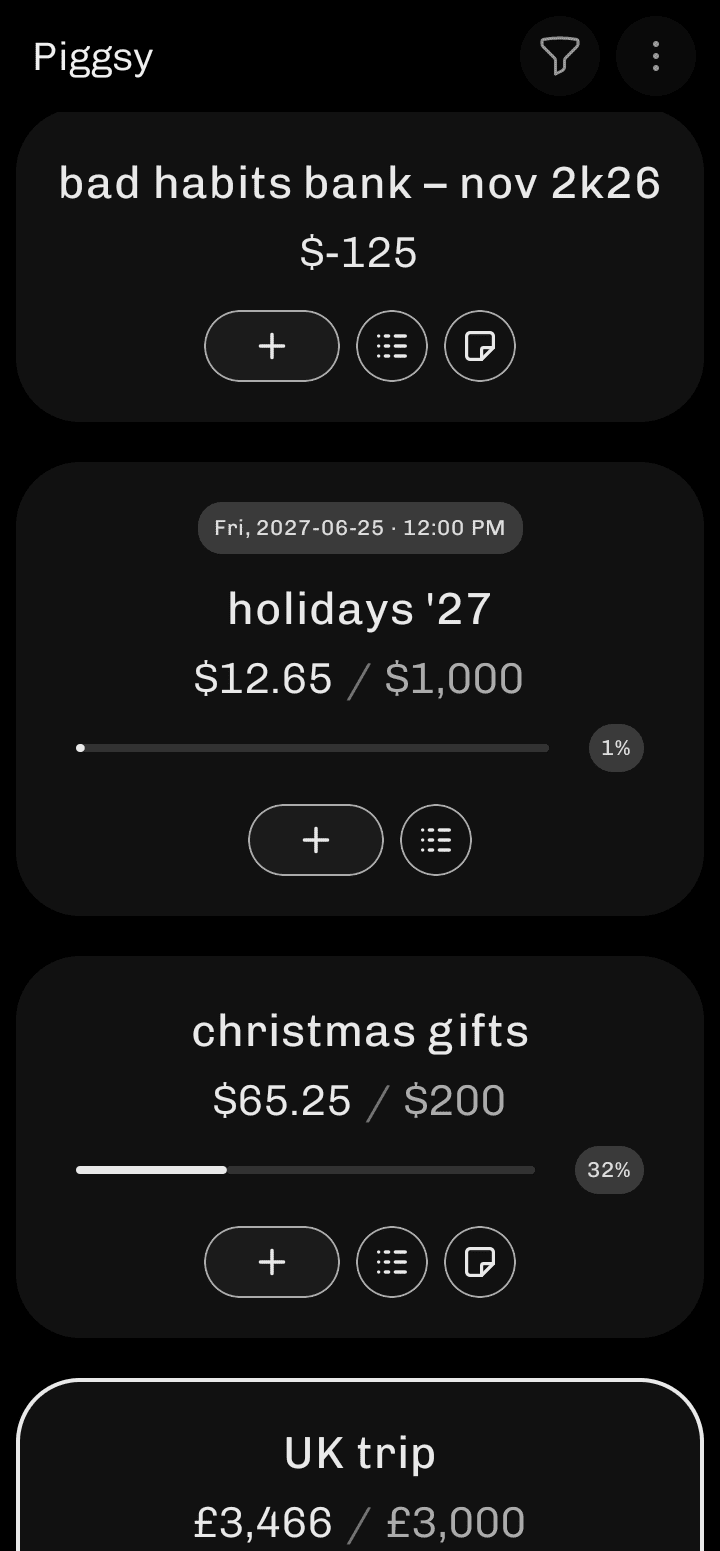 Piggsy
bad habits bank – nov 2k26
$-125
Fri, 2027-06-25 · 12:00 PM
holidays '27
$12.65 / $1,000
1%
christmas gifts
$65.25 / $200
32%
UK trip
£3,466 / £3,000